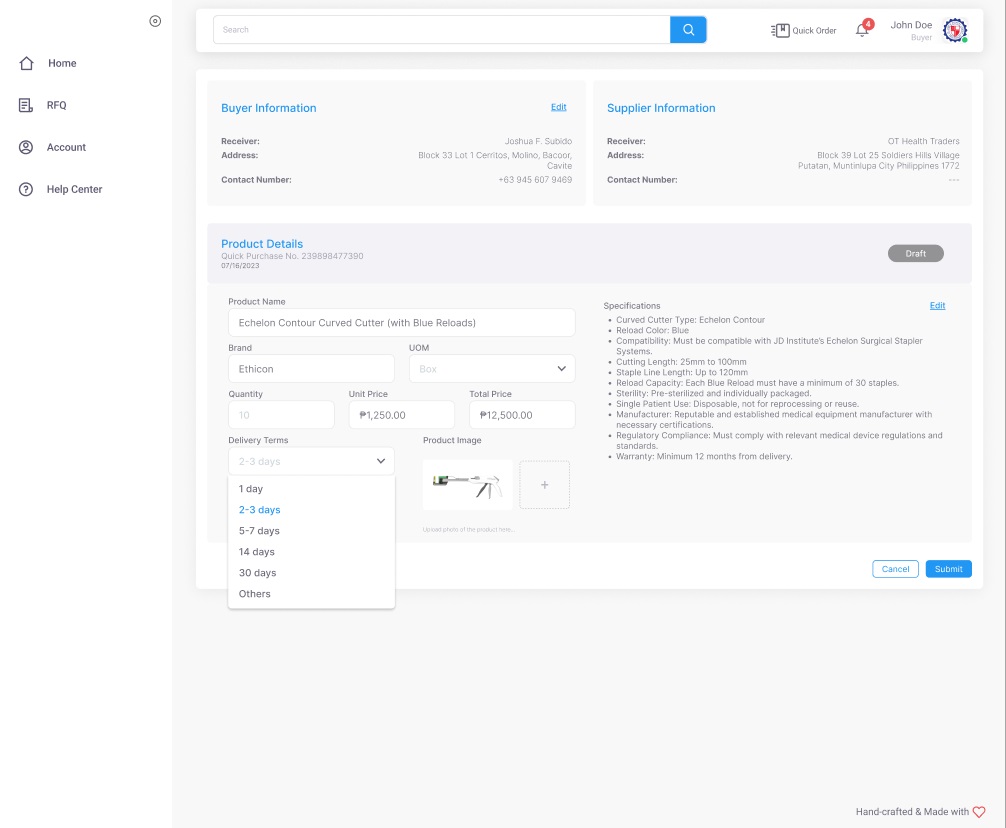 Search
Quick Order
4
John Doe
Buyer
Home
RFQ
Account
Help Center
Buyer Information
Edit
Receiver:
Joshua F. Subido
Address:
Block 33 Lot 1 Cerritos, Molino, Bacoor,
Cavite
Contact Number:
+63 945 607 9469
Supplier Information
Receiver:
OT Health Traders
Address:
Block 39 Lot 25 Soldiers Hills Village
Putatan, Muntinlupa City Philippines 1772
Contact Number:
---
Product Details
Quick Purchase No. 239898477390
07/16/2023
Draft
Product Name
Echelon Contour Curved Cutter (with Blue Reloads)
Brand
UOM
Ethicon
Box
Quantity
Unit Price
Total Price
10
₱1,250.00
₱12,500.00
Delivery Terms
Product Image
2-3 days
1 day
2-3 days
5-7 days
14 days
30 days
Others
+
Upload photo of the product here...
Specifications
Edit
• Curved Cutter Type: Echelon Contour
• Reload Color: Blue
• Compatibility: Must be compatible with JD Institute's Echelon Surgical Stapler
Systems.
• Cutting Length: 25mm to 100mm
• Staple Line Length: Up to 120mm
• Reload Capacity: Each Blue Reload must have a minimum of 30 staples.
• Sterility: Pre-sterilized and individually packaged.
• Single Patient Use: Disposable, not for reprocessing or reuse.
• Manufacturer: Reputable and established medical equipment manufacturer with
necessary certifications.
• Regulatory Compliance: Must comply with relevant medical device regulations and
standards.
• Warranty: Minimum 12 months from delivery.
Cancel
Submit
Hand-crafted & Made with